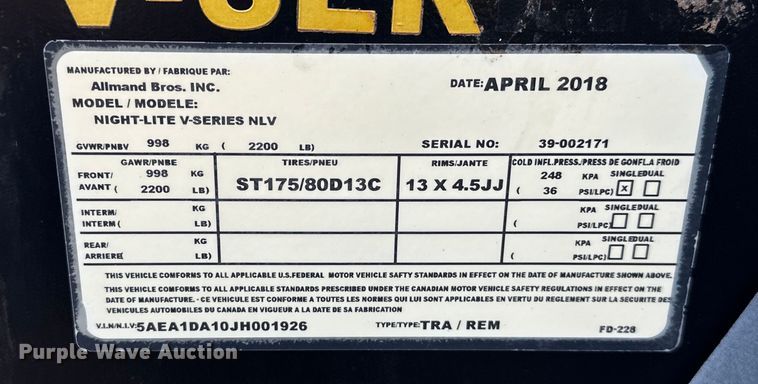 V-SER
MANUFACTURED BY / FABRIQUE PAR:
Allmand Bros. INC.
DATE: APRIL 2018
MODEL / MODELE:
NIGHT-LITE V-SERIES NLV
GVWR/PNBV 998 KG ( 2200 LB) SERIAL NO: 39-002171
GAWR/PNBE TIRES/PNEU RIMS/JANTE COLD INFL.PRESS./PRESS DE GONFLA FROID
FRONT/ 998 KG 248 KPA SINGLE DUAL
AVANT ( 2200 LB) ST175/80D13C 13 X 4.5JJ ( 36 PSI/LPC) X
INTERM/ KG KPA SINGLE DUAL
INTERM ( LB) ( PSI/LPC)
REAR/ KG KPA SINGLE DUAL
ARRIERE( LB) ( PSI/LPC)
THIS VEHICLE COMFORMS TO ALL APPLICABLE U.S.FEDERAL MOTOR VEHICLE SAFTY STANDARDS IN EFFECT ON THE DATE OF MANUFACTURE SHOWN ABOVE.
THIS VEHICLE COMFORMS TO ALL APPLICABLE STANDARDS PRESCRIBED UNDER THE CANADIAN MOTOR VEHICLE SAFETY REGULATIONS IN EFFECT ON THE
DATE OF MANUFACTURE. - CE VEHICULE EST CONFORME A TOUTES LES NORMES QUI LUI SONT APPLICABLES EN VERTU DU REGLEMENT SUR LA SECURITE DES
VEHICULES AUTOMOBILES DU CANADA EN VIGUEUR A LA DATE DE SA FABRICATION
V.I.N/N.I.V: 5AEA1DA10JH001926 TYPE/TYPE: TRA / REM FD-228
Purple Wave Auction